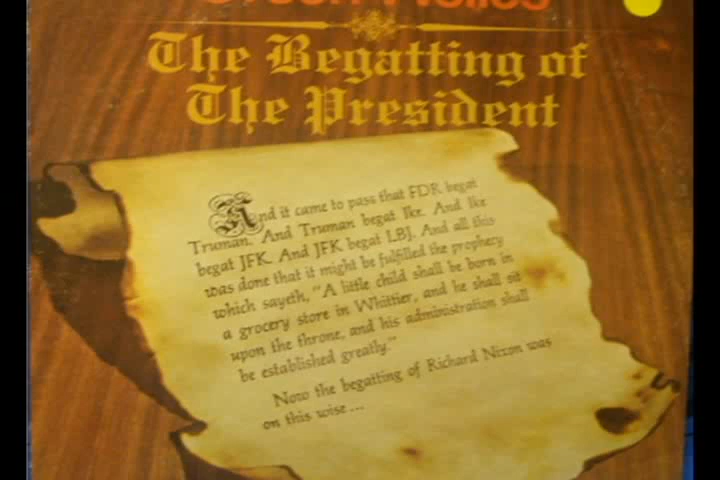 The Begatting of
The President
And it came to pass that FDR begat
Truman. And Truman begat Ike. And Ike
begat JFK. And JFK begat LBJ. And all this
was done that it might be fulfilled the prophecy
which sayeth, "A little child shall be born in
a grocery store in Whittier, and he shall sit
upon the throne, and his administration shall
be established greatly."
Now the begatting of Richard Nixon was
on this wise...